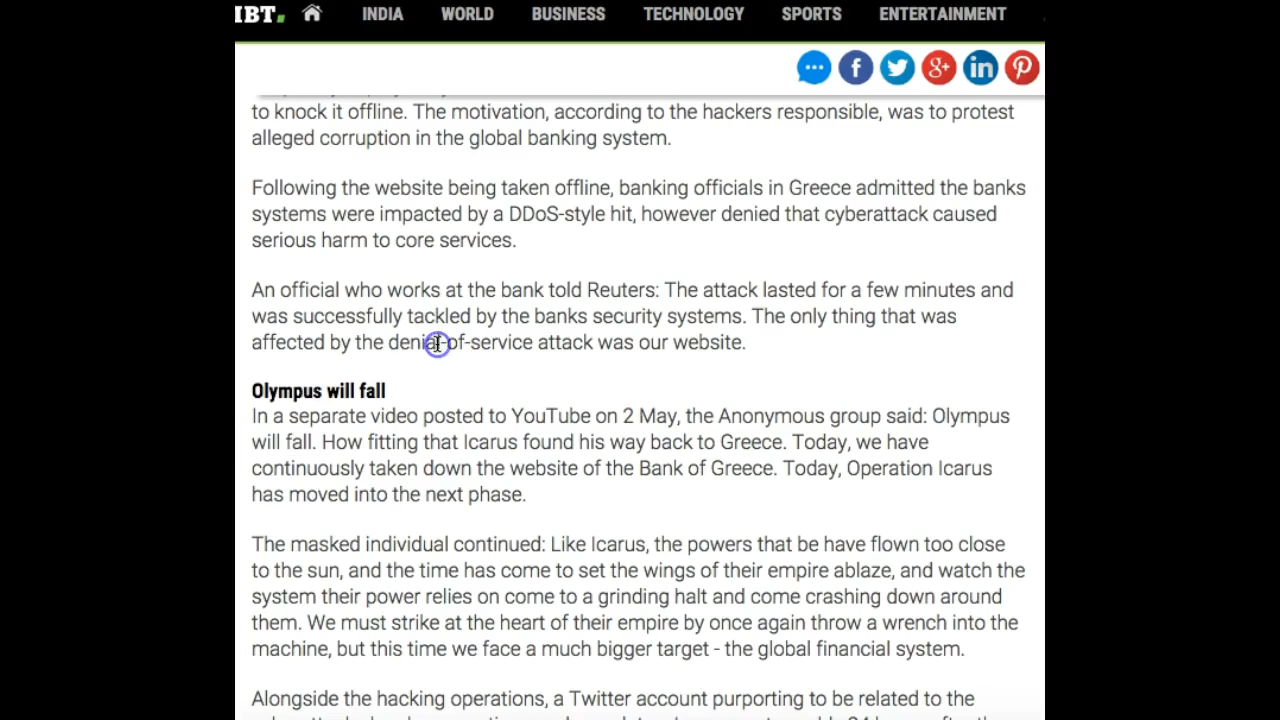 IBT.
INDIA WORLD BUSINESS TECHNOLOGY SPORTS ENTERTAINMENT
f g+ in
to knock it offline. The motivation, according to the hackers responsible, was to protest
alleged corruption in the global banking system.
Following the website being taken offline, banking officials in Greece admitted the banks
systems were impacted by a DDoS-style hit, however denied that cyberattack caused
serious harm to core services.
An official who works at the bank told Reuters: The attack lasted for a few minutes and
was successfully tackled by the banks security systems. The only thing that was
affected by the denial-of-service attack was our website.
Olympus will fall
In a separate video posted to YouTube on 2 May, the Anonymous group said: Olympus
will fall. How fitting that Icarus found his way back to Greece. Today, we have
continuously taken down the website of the Bank of Greece. Today, Operation Icarus
has moved into the next phase.
The masked individual continued: Like Icarus, the powers that be have flown too close
to the sun, and the time has come to set the wings of their empire ablaze, and watch the
system their power relies on come to a grinding halt and come crashing down around
them. We must strike at the heart of their empire by once again throw a wrench into the
machine, but this time we face a much bigger target - the global financial system.
Alongside the hacking operations, a Twitter account purporting to be related to the